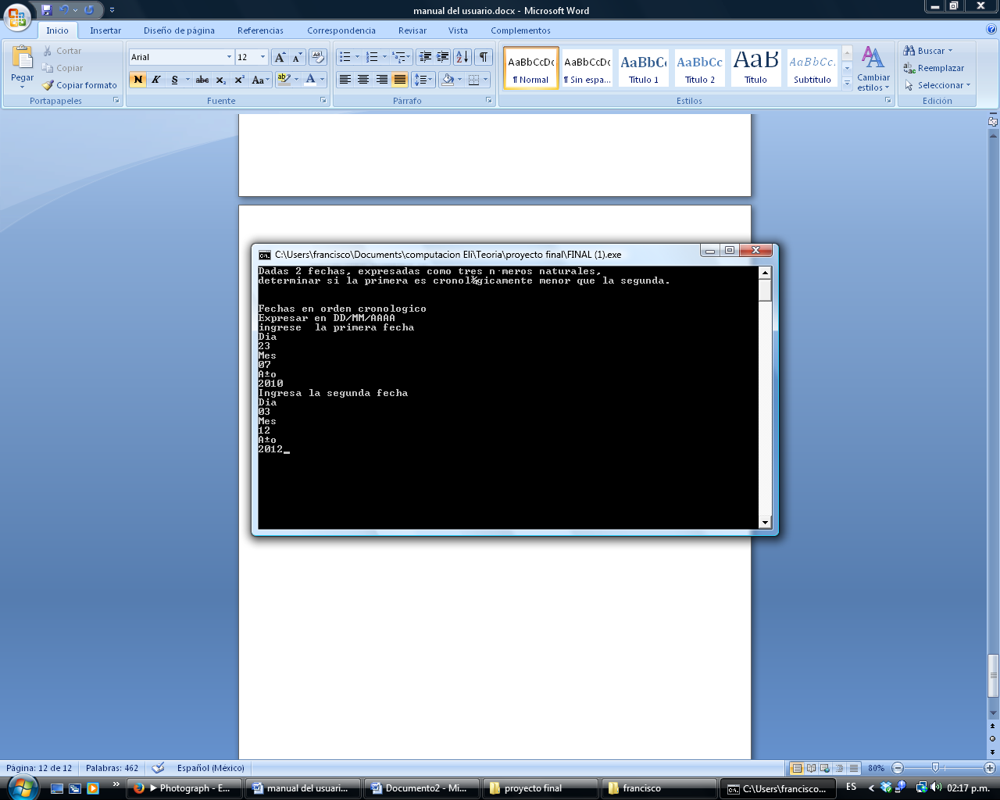 manual del usuario.docx - Microsoft Word
Inicio Insertar Diseño de página Referencias Correspondencia Revisar Vista Complementos
Pegar
Cortar
Copiar
Copiar formato
Portapapeles
Arial 12
N K S abc x₂ x² Aa
Fuente
Párrafo
AaBbCcDc AaBbCcDc AaBbCc AaBbCc AaB AaBbCc.
¶ Normal ¶ Sin espa... Título 1 Título 2 Título Subtítulo
Cambiar estilos
Estilos
Buscar
Reemplazar
Seleccionar
Edición
C:\Users\francisco\Documents\computacion Eli\Teoria\proyecto final\FINAL (1).exe
Dadas 2 fechas, expresadas como tres n·meros naturales,
determinar si la primera es cronol¾gicamente menor que la segunda.
Fechas en orden cronologico
Expresar en DD/MM/AAAA
ingrese  la primera fecha
Dia
23
Mes
07
A±o
2010
Ingresa la segunda fecha
Dia
03
Mes
12
A±o
2012_
Página: 12 de 12 Palabras: 462 Español (México) 80%
Photograph - E... manual del usuari... Documento2 - Mi... proyecto final francisco C:\Users\francisco... ES 02:17 p.m.